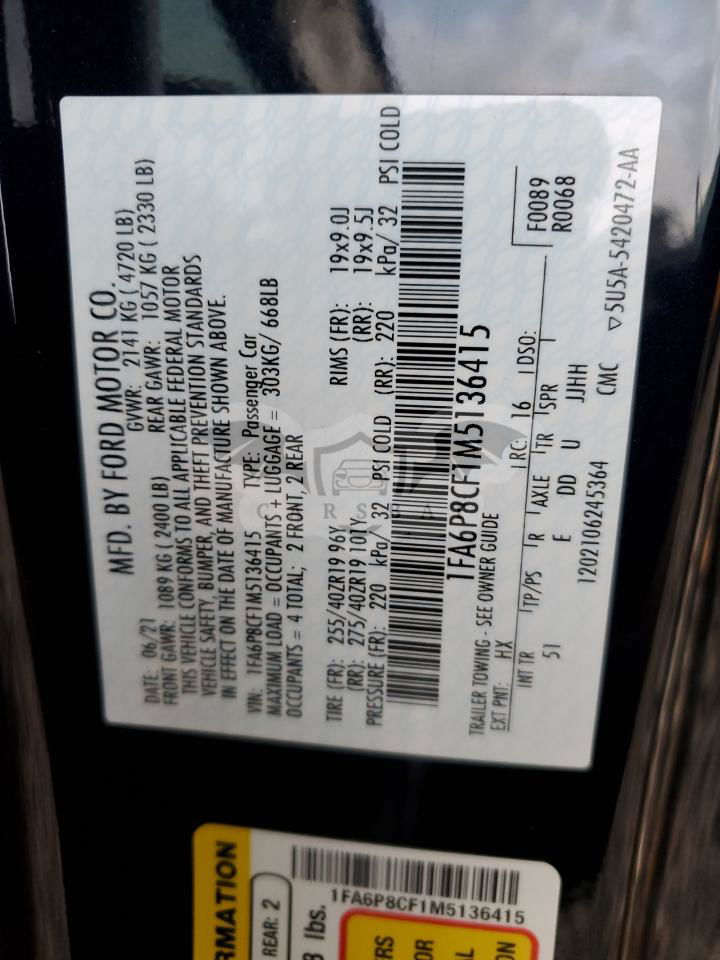 MFD. BY FORD MOTOR CO.
DATE: 06/21 GVWR: 2141 KG ( 4720 LB)
FRONT GAWR: 1089 KG ( 2400 LB) REAR GAWR: 1057 KG ( 2330 LB)
THIS VEHICLE CONFORMS TO ALL APPLICABLE FEDERAL MOTOR
VEHICLE SAFETY, BUMPER, AND THEFT PREVENTION STANDARDS
IN EFFECT ON THE DATE OF MANUFACTURE SHOWN ABOVE.
VIN: 1FA6P8CF1M5136415 TYPE: Passenger Car
MAXIMUM LOAD = OCCUPANTS + LUGGAGE = 303KG/ 668LB
OCCUPANTS = 4 TOTAL; 2 FRONT, 2 REAR
TIRE (FR): 255/40ZR19 96Y RIMS (FR): 19x9.0J
(RR): 275/40ZR19 101Y (RR): 19x9.5J
PRESSURE (FR): 220 kPa/ 32 PSI COLD (RR): 220 kPa/ 32 PSI COLD
1FA6P8CF1M5136415
TRAILER TOWING - SEE OWNER GUIDE
EXT PNT: HX RC: 16 DSO: F0089
R0068
INT TR TP/PS R AXLE TR SPR
51 E DD U JJHH
1202106245364 CMC ▽5U5A-5420472-AA
RMATION
REAR: 2
lbs.
1FA6P8CF1M5136415